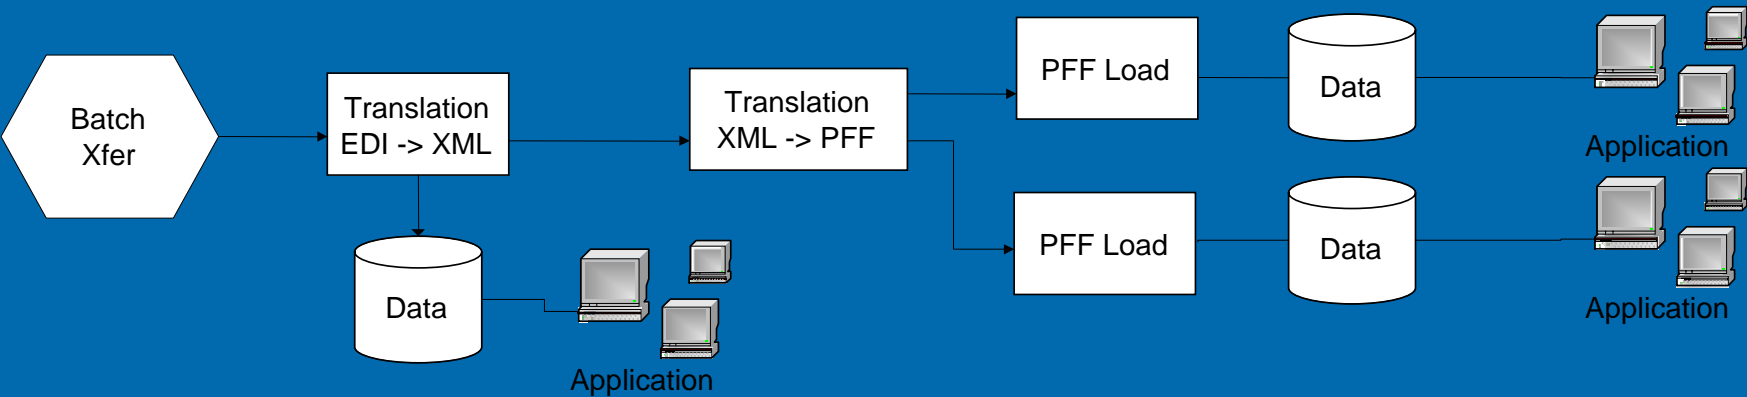 Batch
Xfer
Translation
EDI -> XML
Data
Application
Translation
XML -> PFF
PFF Load
Data
Application
PFF Load
Data
Application